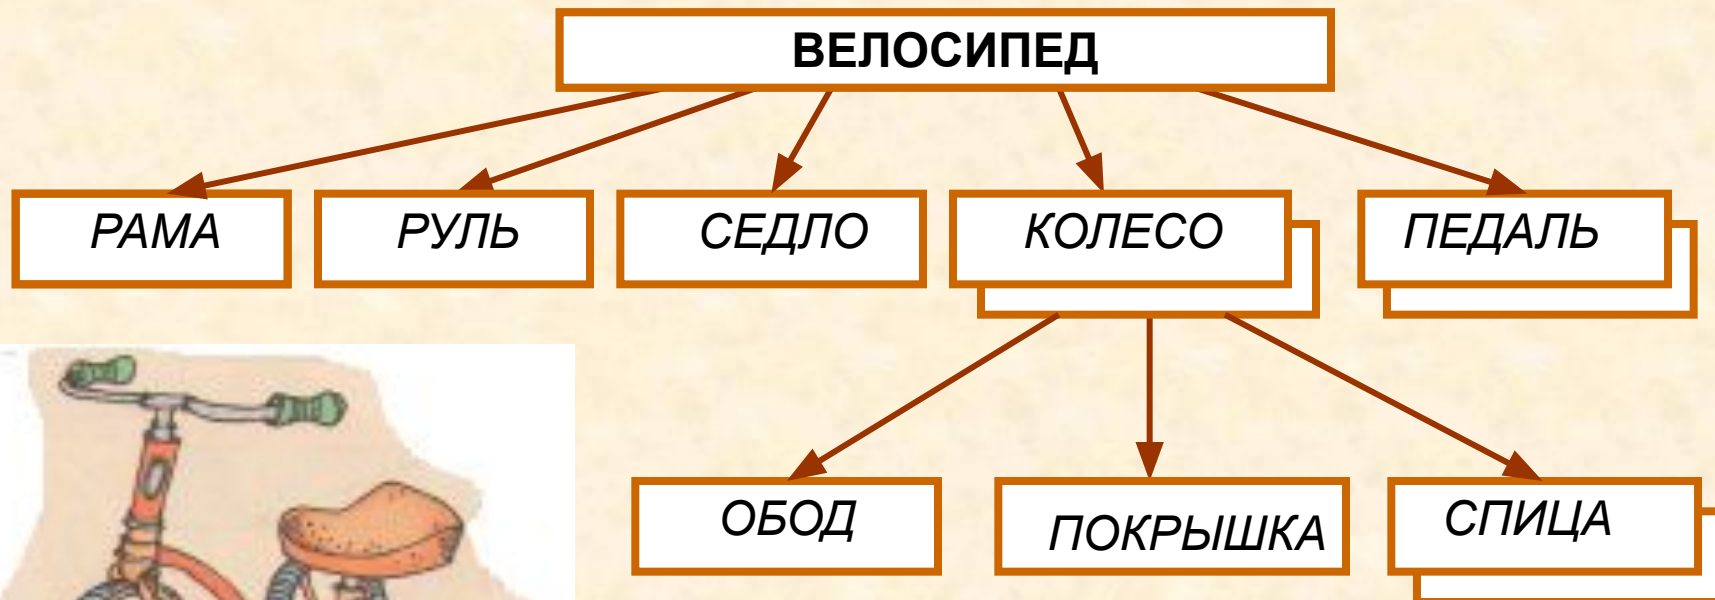 ВЕЛОСИПЕД
РАМА
РУЛЬ
СЕДЛО
КОЛЕСО
ПЕДАЛЬ
ОБОД
ПОКРЫШКА
СПИЦА